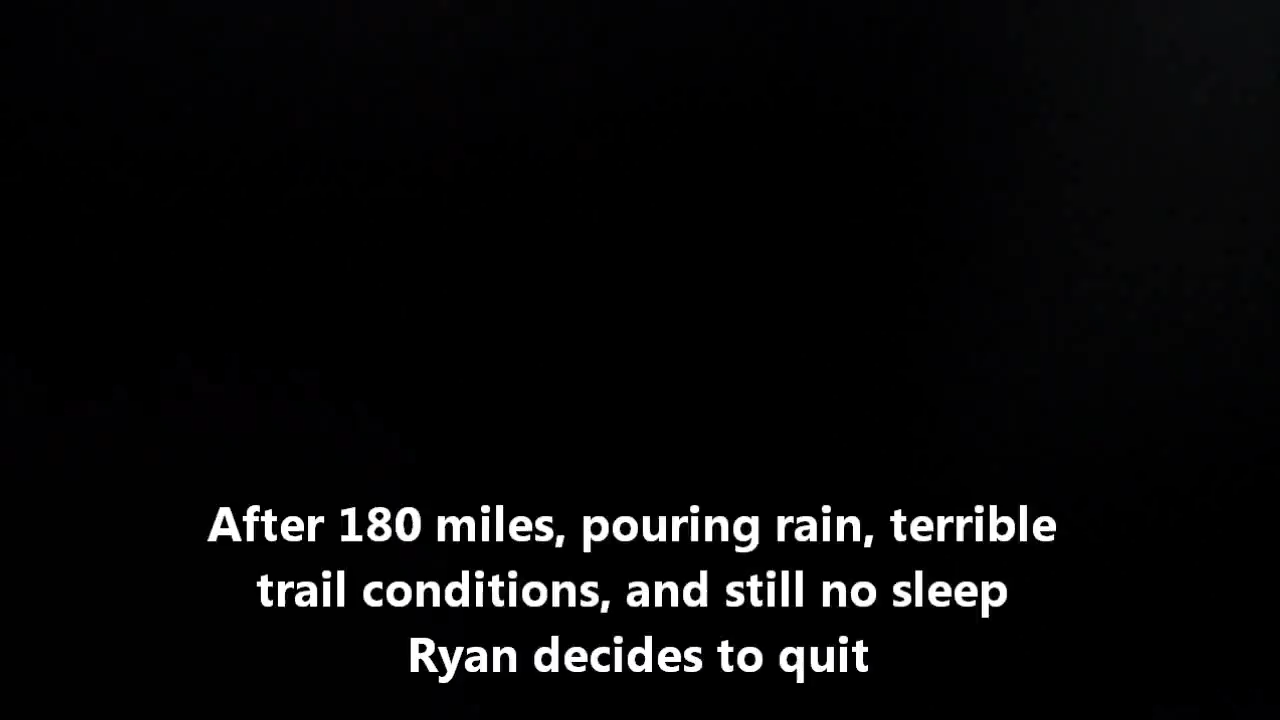 After 180 miles, pouring rain, terrible
trail conditions, and still no sleep
Ryan decides to quit